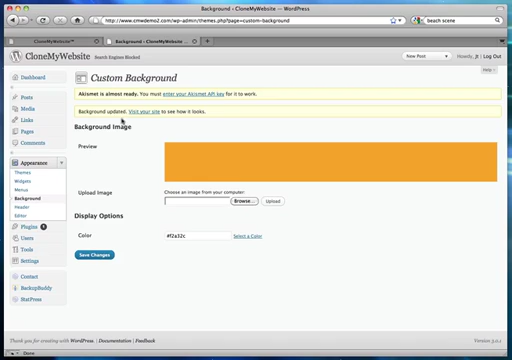 Background ‹ CloneMyWebsite — WordPress
http://www.cmwdemo2.com/wp-admin/themes.php?page=custom-background
beach scene
CloneMyWebsite™
Background ‹ CloneMyWebsite ...
CloneMyWebsite
Search Engines Blocked
New Post
Howdy, jt | Log Out
Help
Dashboard
Posts
Media
Links
Pages
Comments
Appearance
Themes
Widgets
Menus
Background
Header
Editor
Plugins
Users
Tools
Settings
Contact
BackupBuddy
StatPress
Custom Background
Akismet is almost ready. You must enter your Akismet API key for it to work.
Background updated. Visit your site to see how it looks.
Background Image
Preview
Upload Image
Choose an image from your computer:
Browse...
Upload
Display Options
Color
#f2a32c
Select a Color
Save Changes
Thank you for creating with WordPress. | Documentation | Feedback
Version 3.0.1
Done